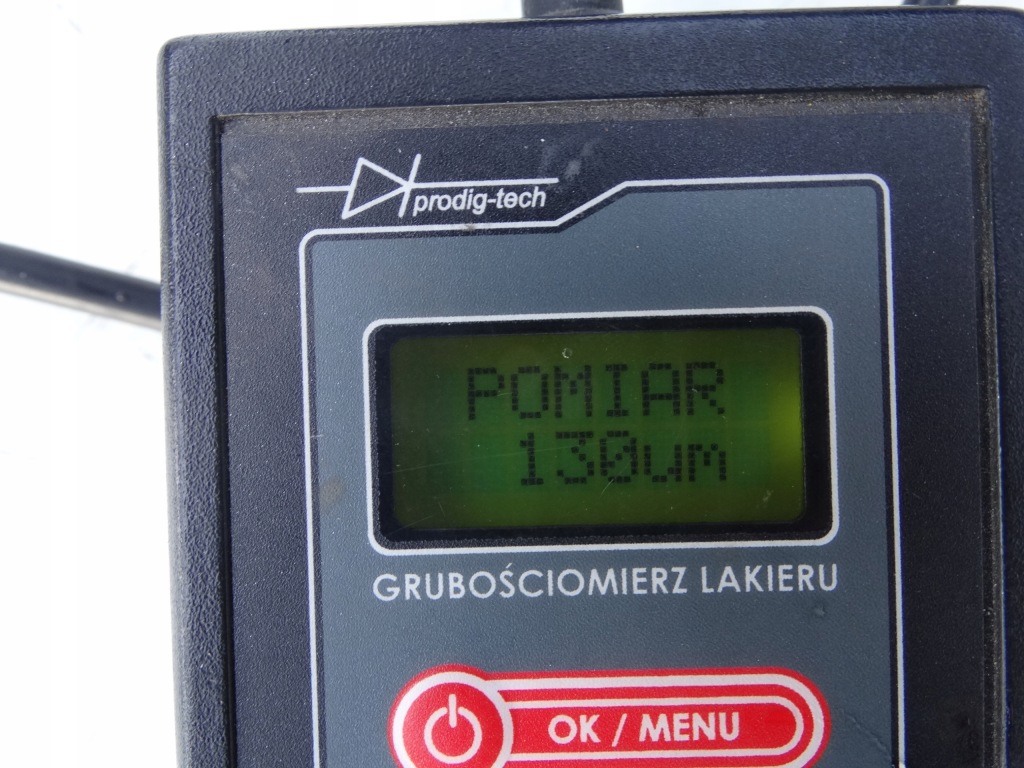 prodig-tech
POMIAR
130um
GRUBOŚCIOMIERZ LAKIERU
OK / MENU